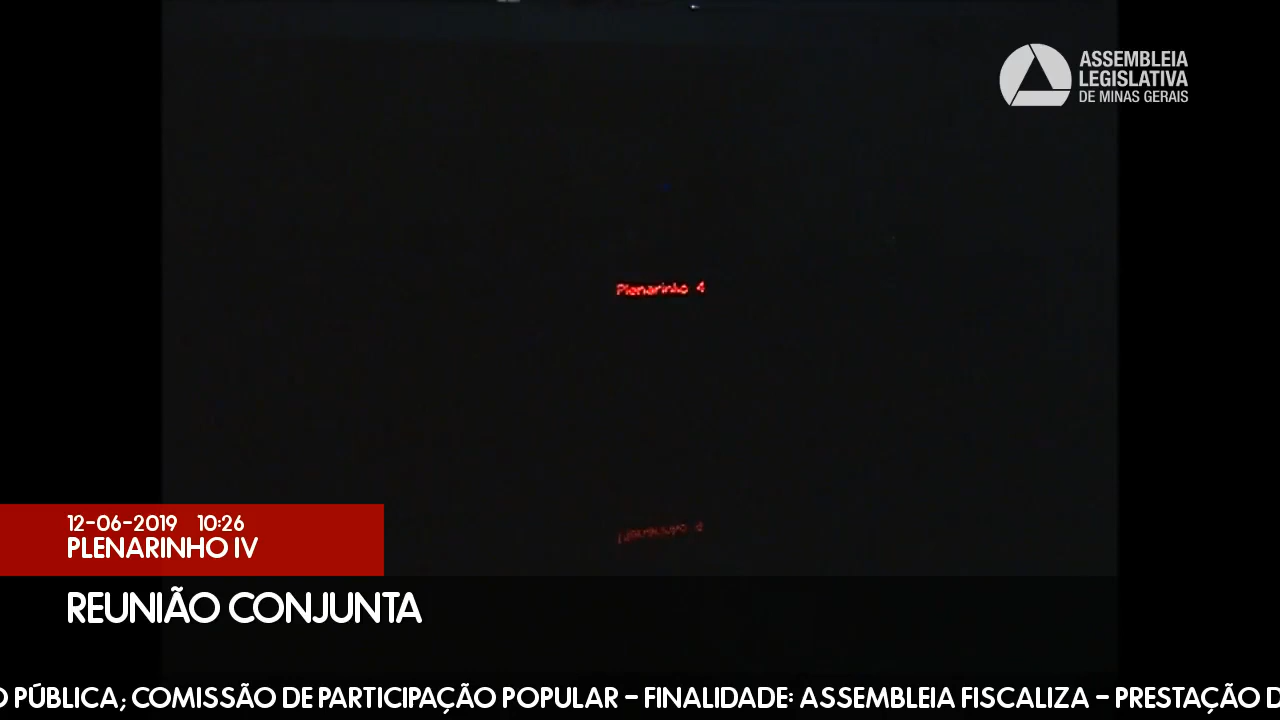 ASSEMBLEIA
LEGISLATIVA
DE MINAS GERAIS
Plenarinho 4
12-06-2019 10:26
PLENARINHO IV
REUNIÃO CONJUNTA
PÚBLICA; COMISSÃO DE PARTICIPAÇÃO POPULAR - FINALIDADE: ASSEMBLEIA FISCALIZA - PRESTAÇÃO